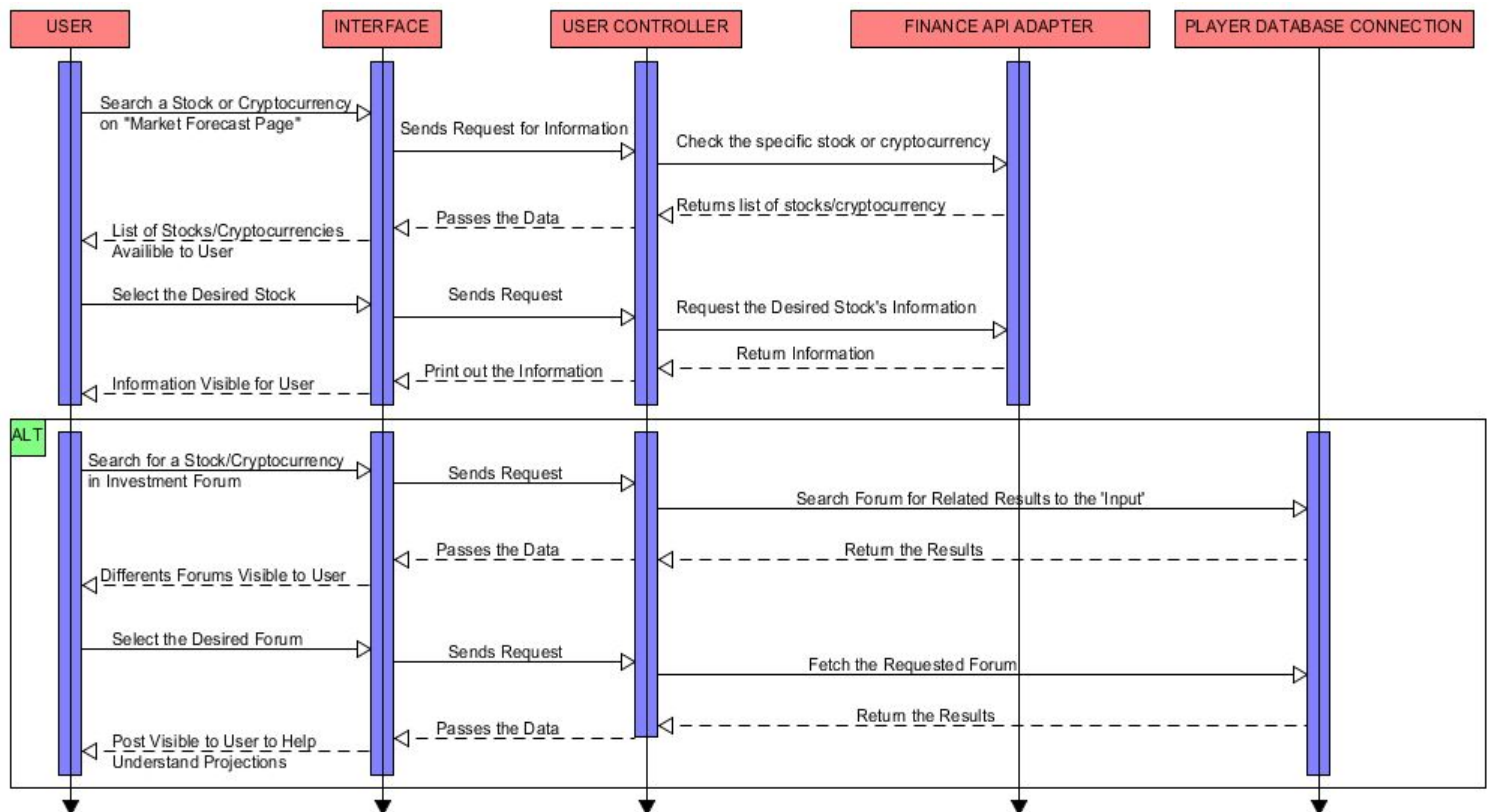 USER
INTERFACE
USER CONTROLLER
FINANCE API ADAPTER
PLAYER DATABASE CONNECTION
Search a Stock or Cryptocurrency
on "Market Forecast Page"
Sends Request for Information
Check the specific stock or cryptocurrency
Returns list of stocks/cryptocurrency
Passes the Data
List of Stocks/Cryptocurrencies
Availible to User
Select the Desired Stock
Sends Request
Request the Desired Stock's Information
Return Information
Print out the Information
Information Visible for User
ALT
Search for a Stock/Cryptocurrency
in Investment Forum
Sends Request
Search Forum for Related Results to the 'Input'
Return the Results
Passes the Data
Differents Forums Visible to User
Select the Desired Forum
Sends Request
Fetch the Requested Forum
Return the Results
Passes the Data
Post Visible to User to Help
Understand Projections